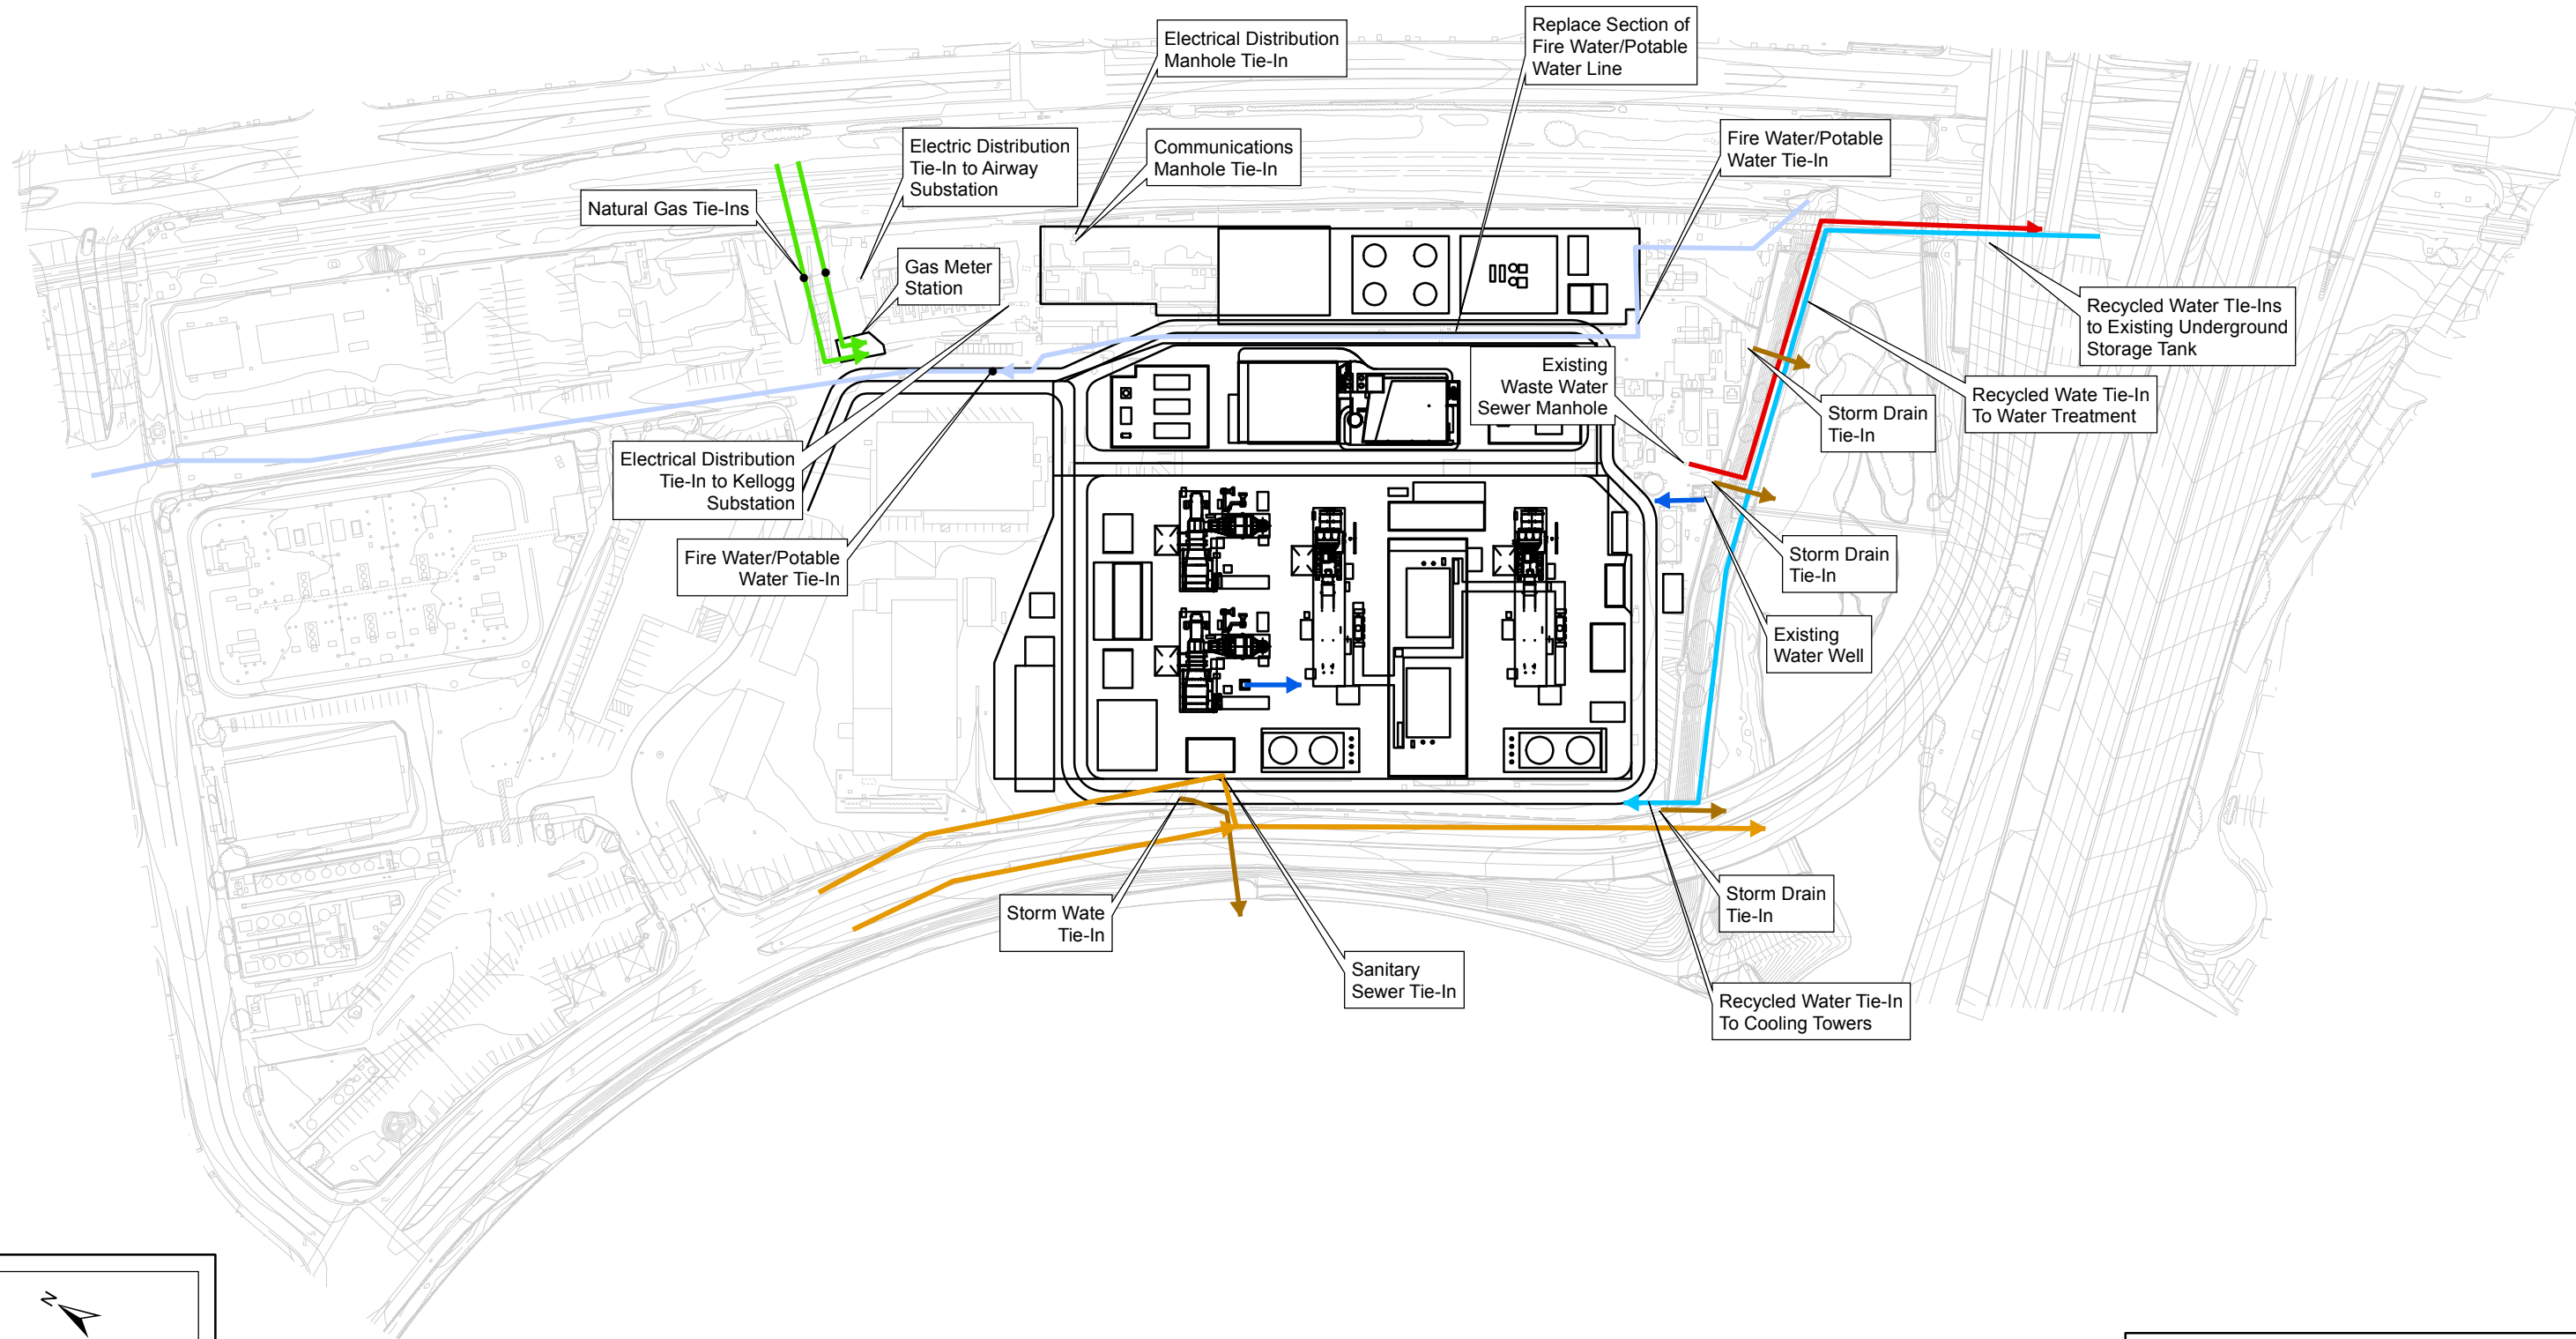 Electrical Distribution
Manhole Tie-In
Replace Section of
Fire Water/Potable
Water Line
Electric Distribution
Tie-In to Airway
Substation
Communications
Manhole Tie-In
Fire Water/Potable
Water Tie-In
Natural Gas Tie-Ins
Gas Meter
Station
Recycled Water TIe-Ins
to Existing Underground
Storage Tank
Existing
Waste Water
Sewer Manhole
Recycled Wate Tie-In
To Water Treatment
Storm Drain
Tie-In
Electrical Distribution
Tie-In to Kellogg
Substation
Fire Water/Potable
Water Tie-In
Storm Drain
Tie-In
Existing
Water Well
Storm Wate
Tie-In
Storm Drain
Tie-In
Sanitary
Sewer Tie-In
Recycled Water Tie-In
To Cooling Towers
N